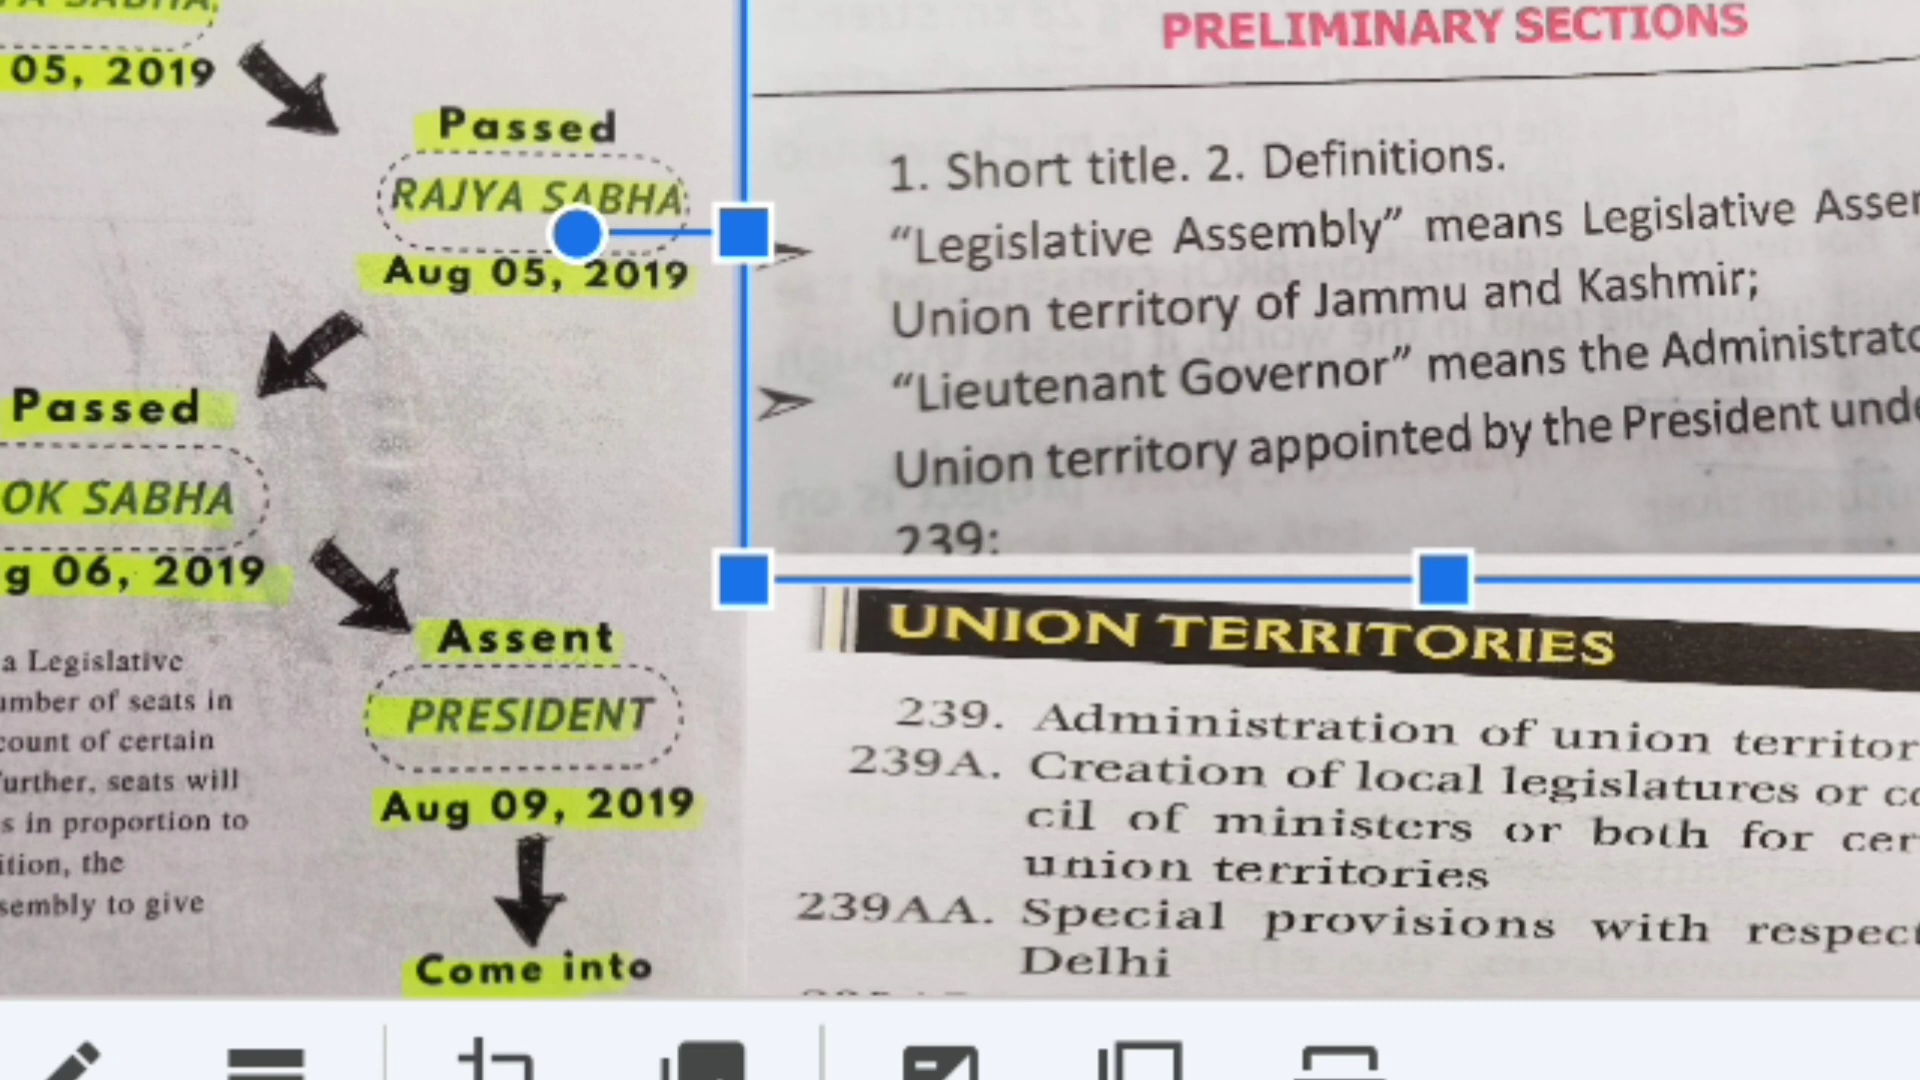 05, 2019
Passed
RAJYA SABHA
Aug 05, 2019
Passed
OK SABHA
g 06, 2019
Assent
PRESIDENT
Aug 09, 2019
Come into
a Legislative
umber of seats in
count of certain
further, seats will
s in proportion to
ition, the
sembly to give
PRELIMINARY SECTIONS
1. Short title. 2. Definitions.
“Legislative Assembly” means Legislative Asser
Union territory of Jammu and Kashmir;
“Lieutenant Governor” means the Administrato
Union territory appointed by the President unde
239:
UNION TERRITORIES
239. Administration of union territor
239A. Creation of local legislatures or co
cil of ministers or both for cer
union territories
239AA. Special provisions with respect
Delhi